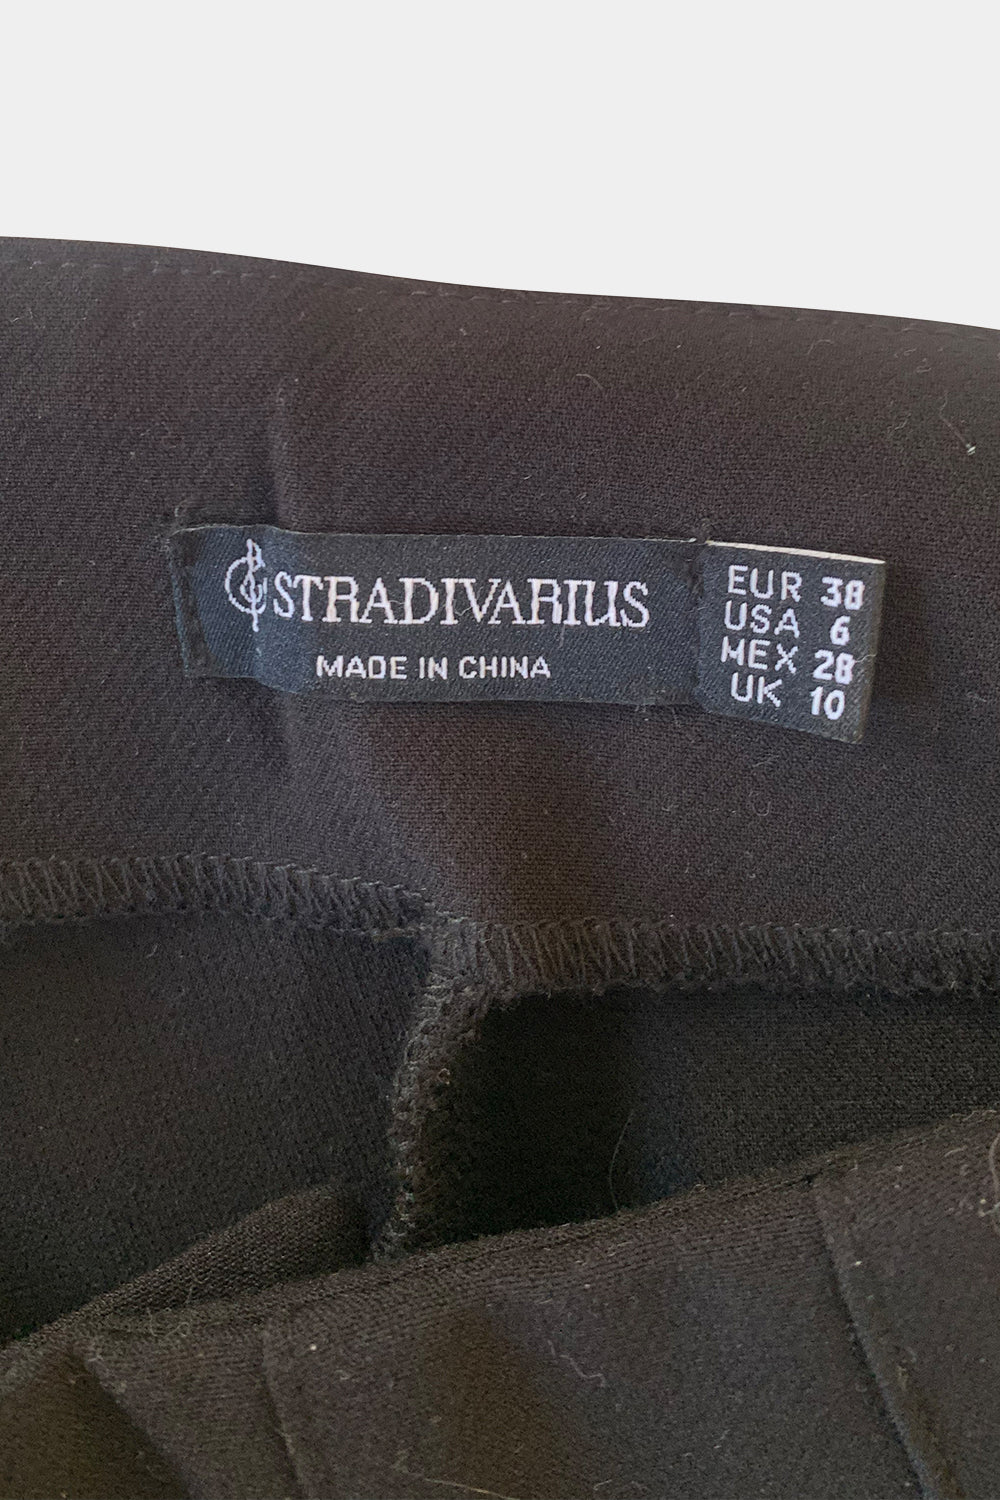 STRADIVARIUS
MADE IN CHINA
EUR 38
USA 6
MEX 28
UK 10